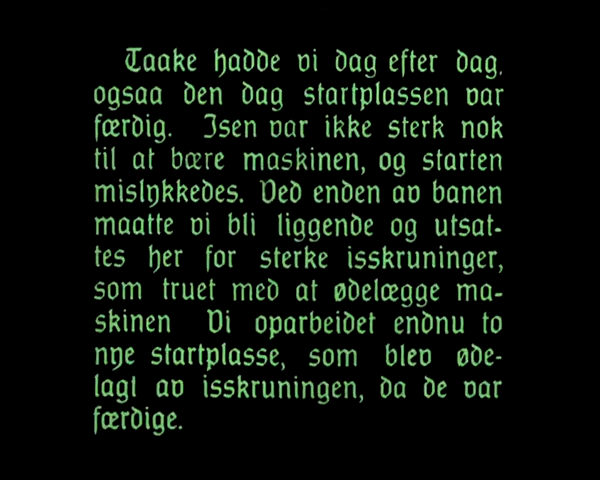 Taake hadde vi dag efter dag,
ogsaa den dag startplassen var
færdig. Isen var ikke sterk nok
til at bære maskinen, og starten
mislykkedes. Ved enden av banen
maatte vi bli liggende og utsat-
tes her for sterke isskruninger,
som truet med at ødelægge ma-
skinen Vi oparbeidet endnu to
nye startplasse, som blev øde-
lagt av isskruningen, da de var
færdige.